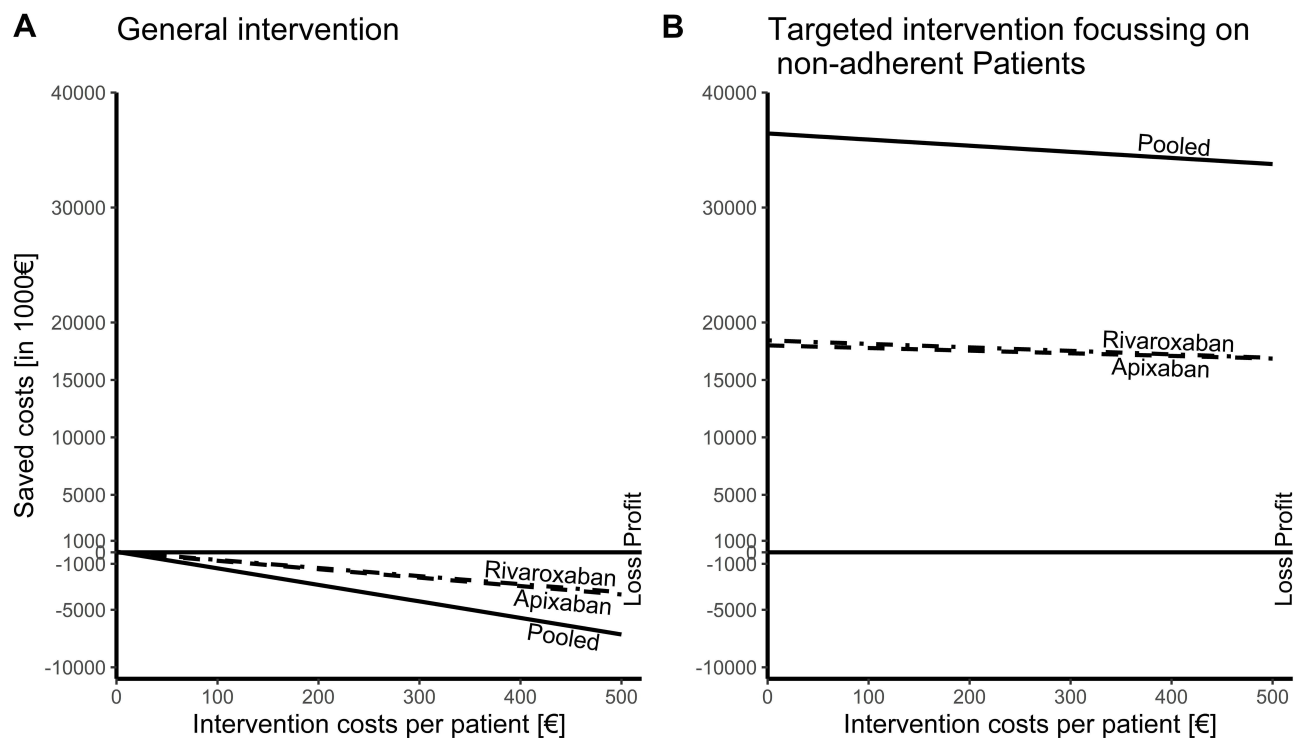 A
General intervention
40000
30000
20000
15000
10000
5000
1000
0
-1000
-5000
-10000
Saved costs [in 1000€]
Rivaroxaban
Apixaban
Pooled
Loss Profit
0 100 200 300 400 500
Intervention costs per patient [€]
B
Targeted intervention focussing on
non-adherent Patients
40000
30000
20000
15000
10000
5000
1000
0
-1000
-5000
-10000
Pooled
Rivaroxaban
Apixaban
Loss Profit
0 100 200 300 400 500
Intervention costs per patient [€]